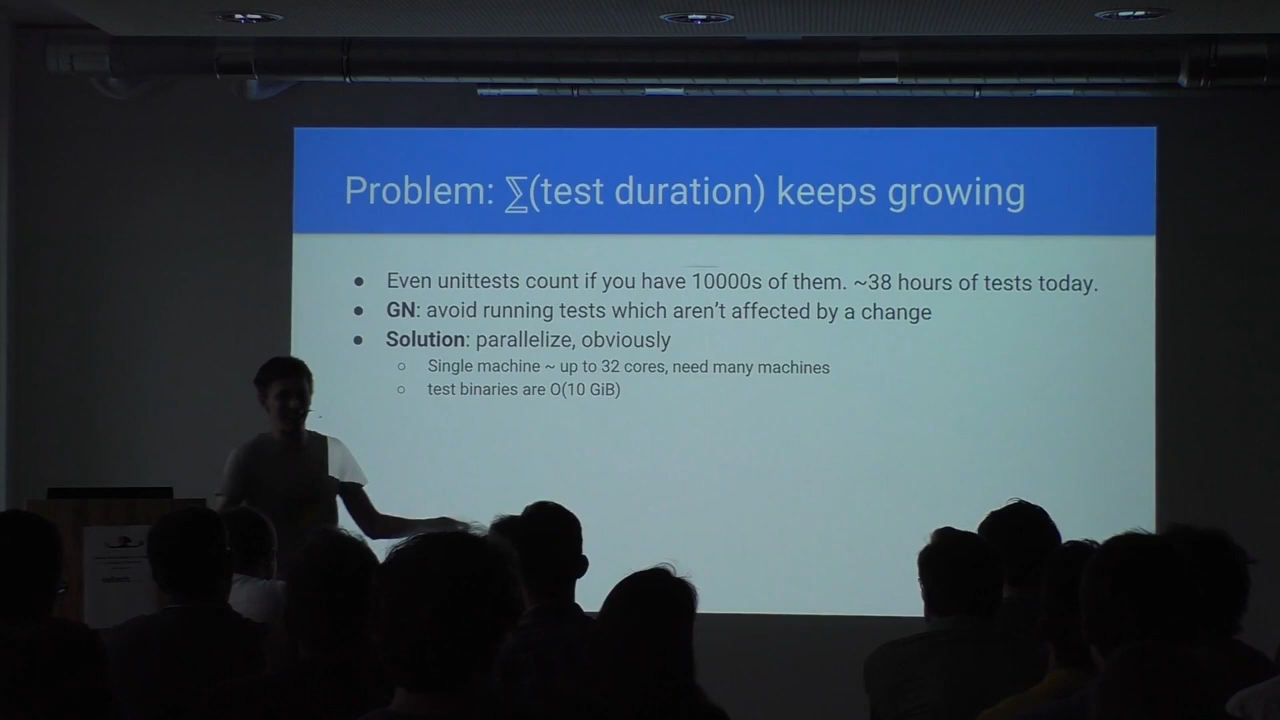 Problem: ∑(test duration) keeps growing
● Even unittests count if you have 10000s of them. ~38 hours of tests today.
● GN: avoid running tests which aren’t affected by a change
● Solution: parallelize, obviously
○ Single machine ~ up to 32 cores, need many machines
○ test binaries are O(10 GiB)